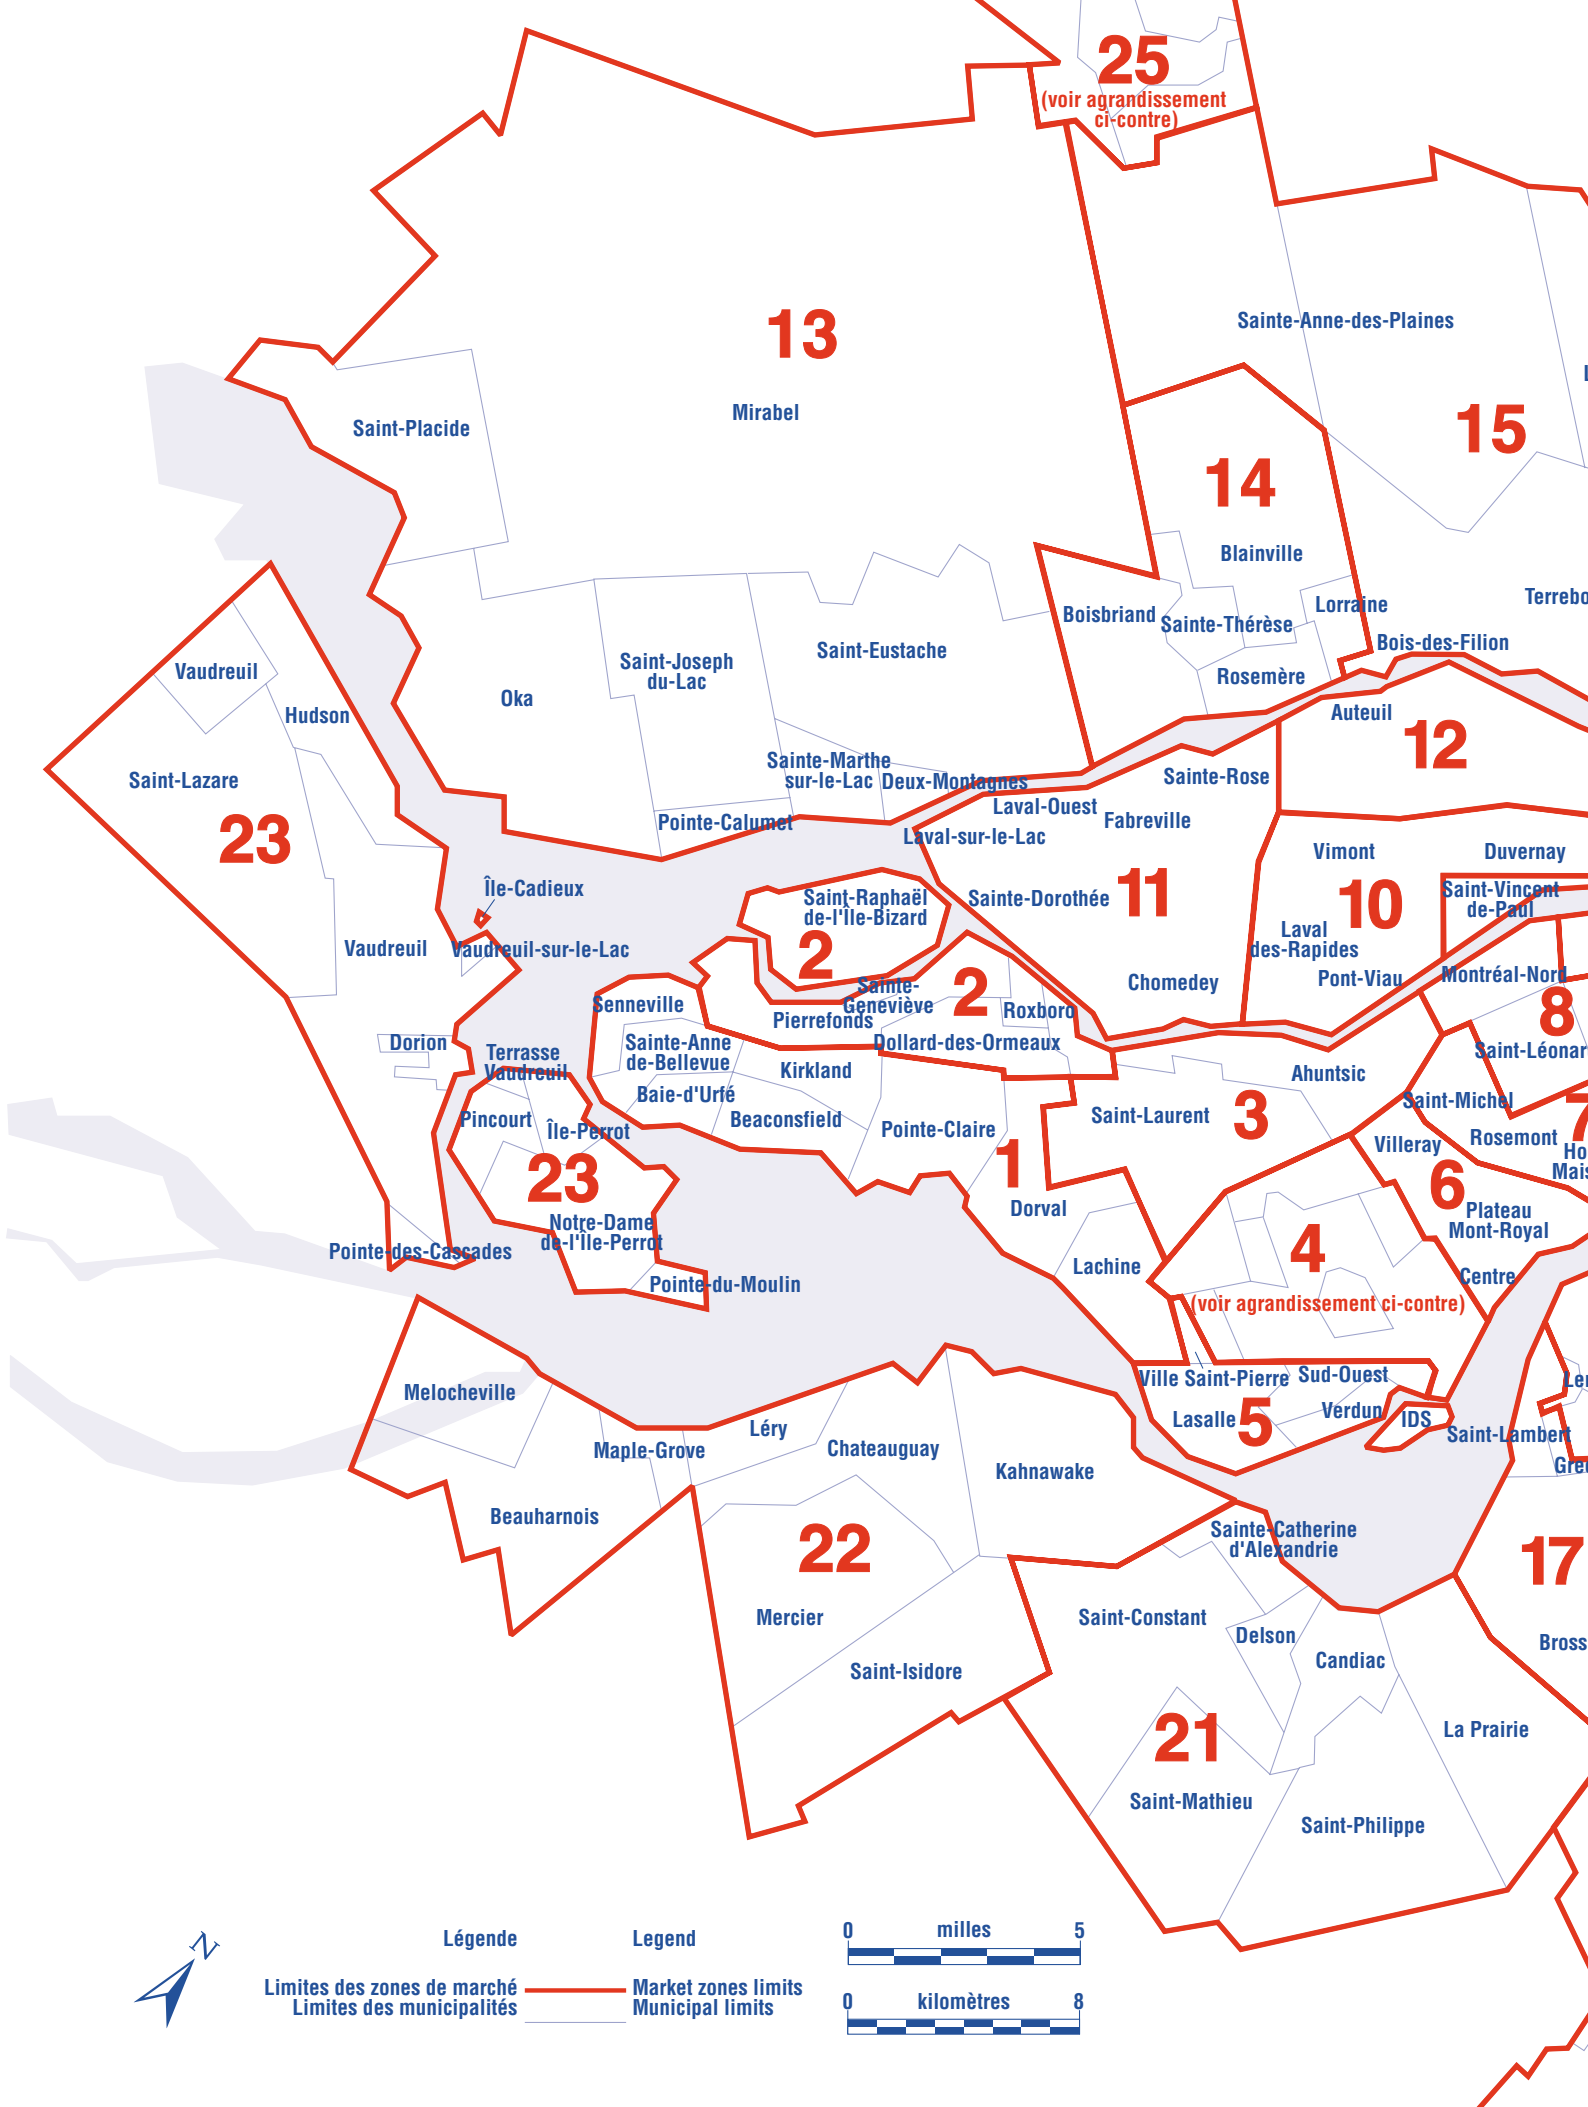 25
(voir agrandissement
ci-contre)
13
Mirabel
Sainte-Anne-des-Plaines
15
Saint-Placide
14
Blainville
Terrebo
Lorraine
Boisbriand
Sainte-Thérèse
Bois-des-Filion
Rosemère
Auteuil
12
Saint-Eustache
Saint-Joseph
du-Lac
Oka
Vaudreuil
Hudson
Saint-Lazare
23
Sainte-Marthe
sur-le-Lac
Deux-Montagnes
Sainte-Rose
Laval-Ouest
Fabreville
Pointe-Calumet
Laval-sur-le-Lac
Vimont
Duvernay
Île-Cadieux
Saint-Raphaël
de-l'Île-Bizard
Sainte-Dorothée
11
10
Saint-Vincent
de-Paul
Laval
des-Rapides
Vaudreuil
Vaudreuil-sur-le-Lac
2
Pont-Viau
Montréal-Nord
Chomedey
Senneville
Sainte-
Geneviève
2
Roxboro
Pierrefonds
8
Dorion
Terrasse
Vaudreuil
Sainte-Anne
de-Bellevue
Dollard-des-Ormeaux
Saint-Léonar
Kirkland
Ahuntsic
Baie-d'Urfé
Saint-Michel
7
Pincourt
Île-Perrot
Beaconsfield
Pointe-Claire
Saint-Laurent
3
Villeray
Rosemont
Ho
Mais
23
1
6
Notre-Dame
de-l'Île-Perrot
Dorval
Plateau
Mont-Royal
Pointe-des-Cascades
4
Lachine
Centre
Pointe-du-Moulin
(voir agrandissement ci-contre)
Ville Saint-Pierre
Sud-Ouest
Ler
Melocheville
Lasalle
5
Verdun
IDS
Saint-Lambert
Léry
Maple-Grove
Chateauguay
Kahnawake
Gree
Beauharnois
22
Sainte-Catherine
d'Alexandrie
17
Mercier
Saint-Constant
Delson
Bross
Candiac
Saint-Isidore
21
La Prairie
Saint-Mathieu
Saint-Philippe
N
Légende
Legend
0 milles 5
Limites des zones de marché
Market zones limits
Limites des municipalités
Municipal limits
0 kilomètres 8